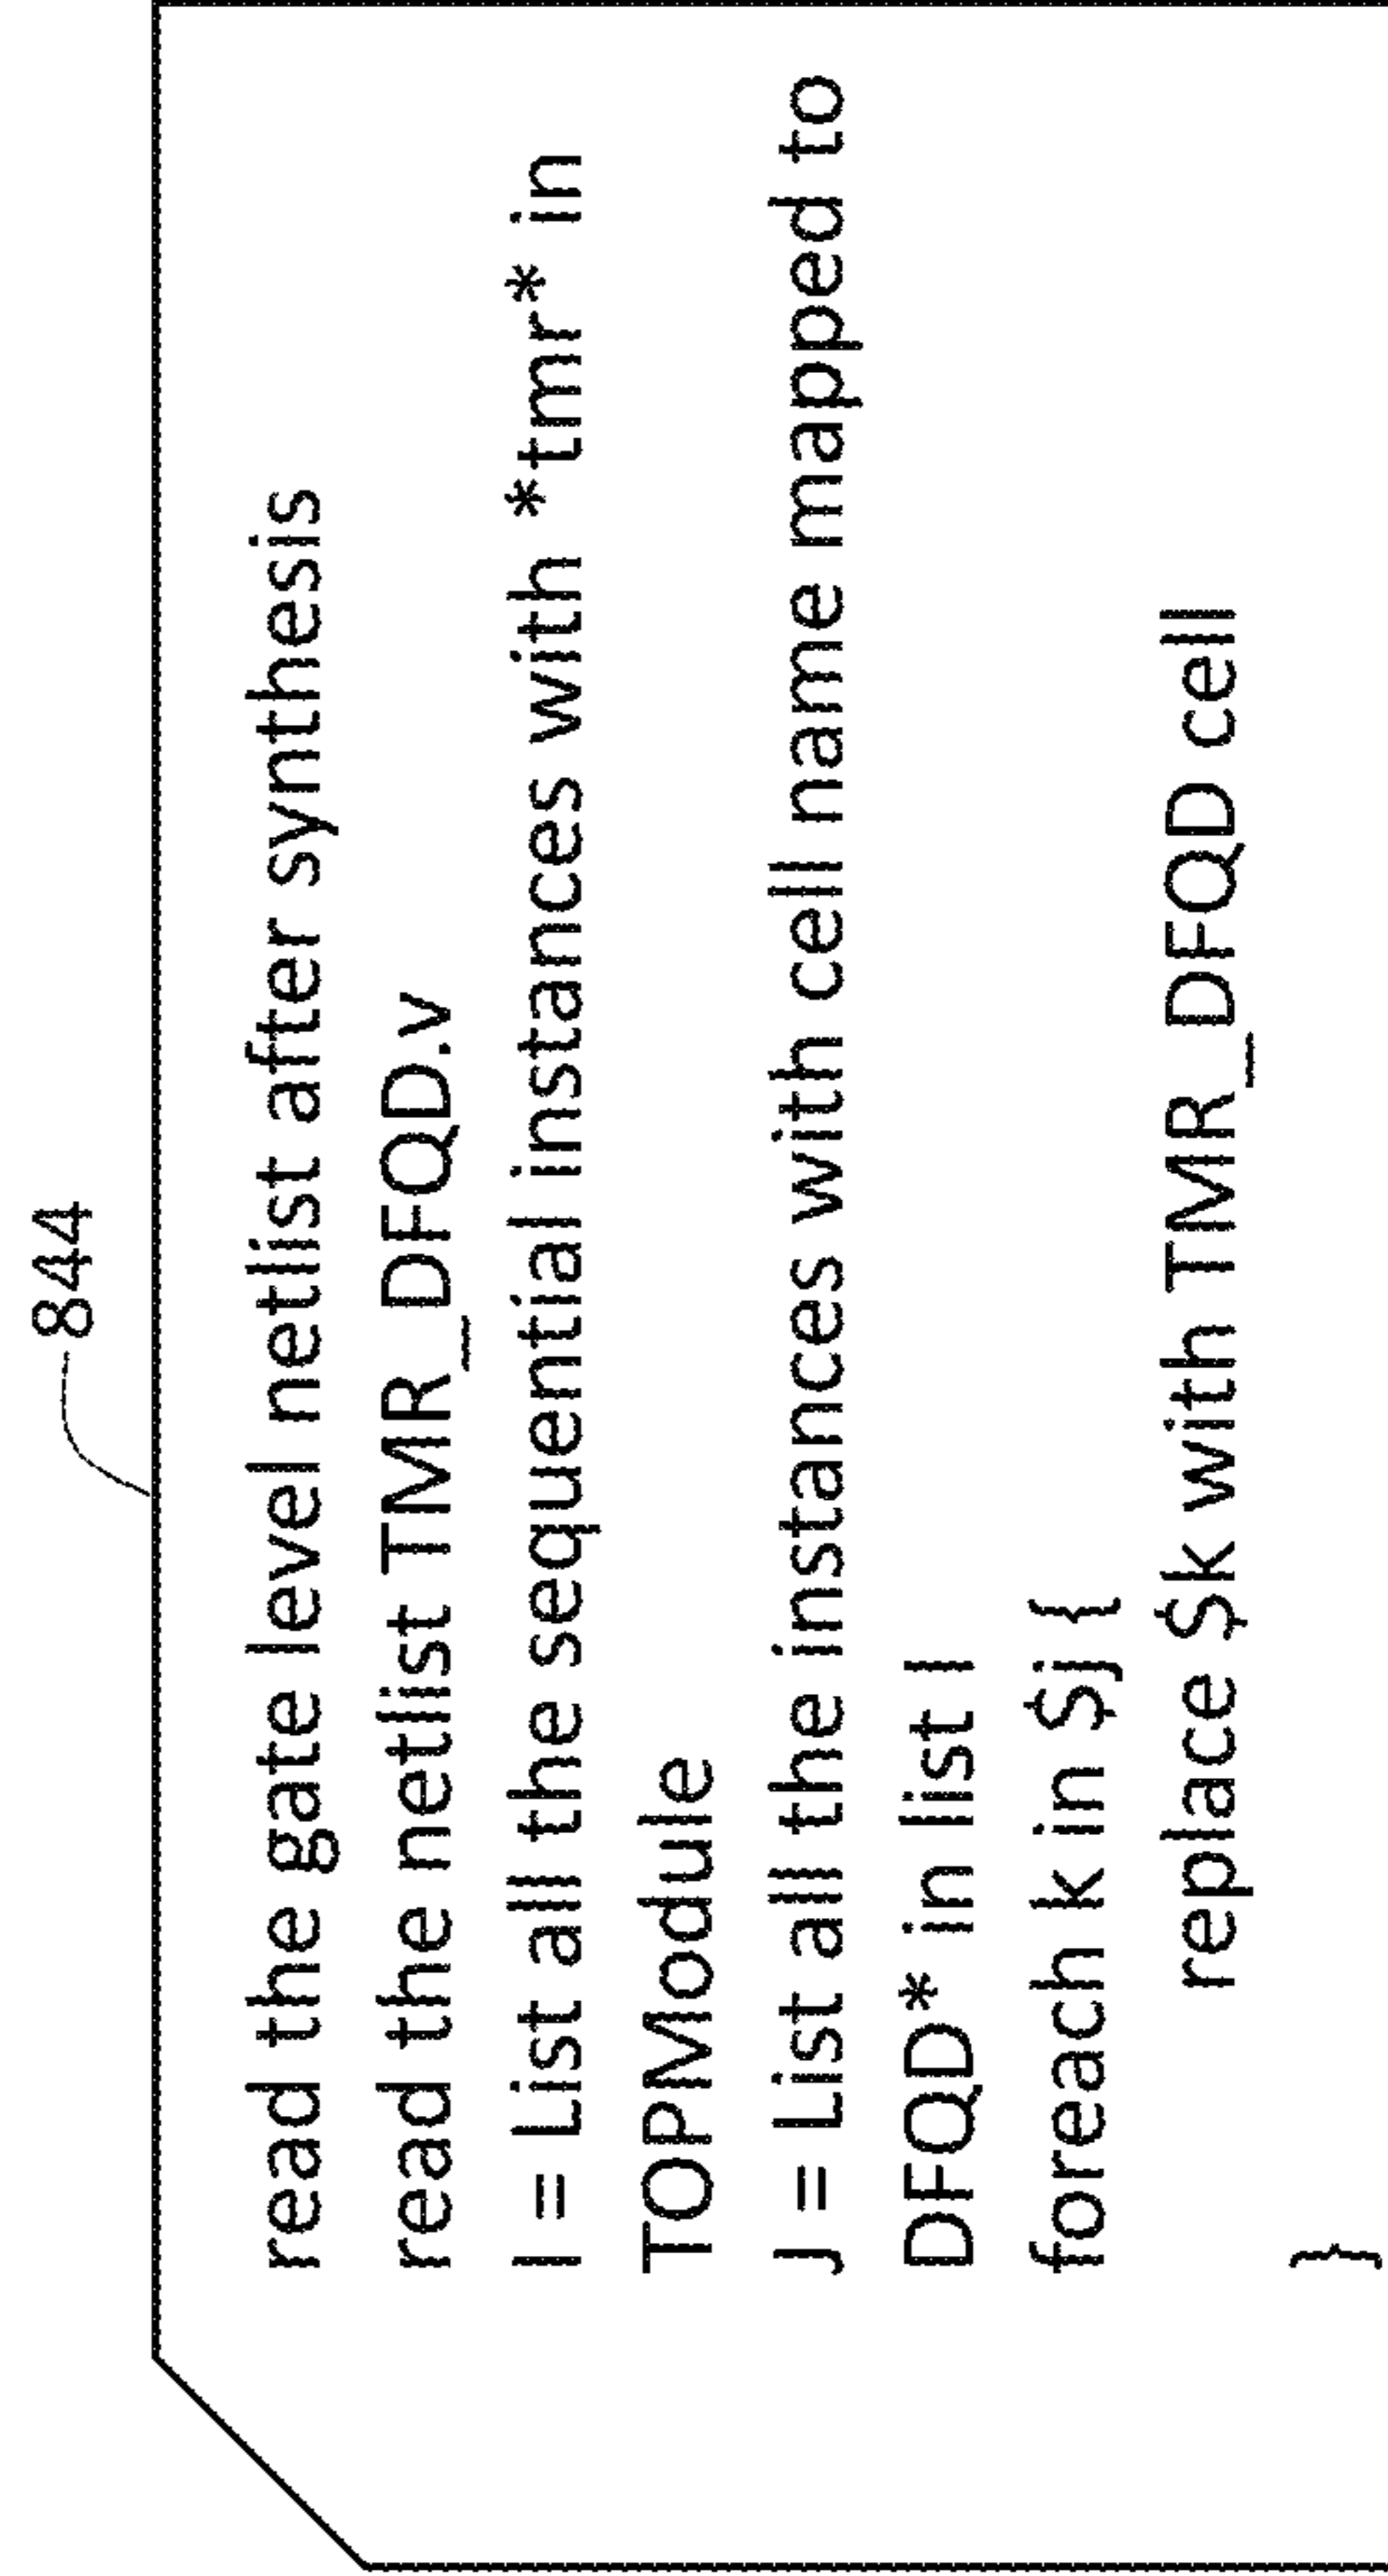 844
read the gate level netlist after synthesis
read the netlist TMR_DFQD.v
I = List all the sequential instances with *tmr* in
TOPModule
J = List all the instances with cell name mapped to
DFQD* in list I
foreach k in $j {
replace $k with TMR_DFQD cell
}